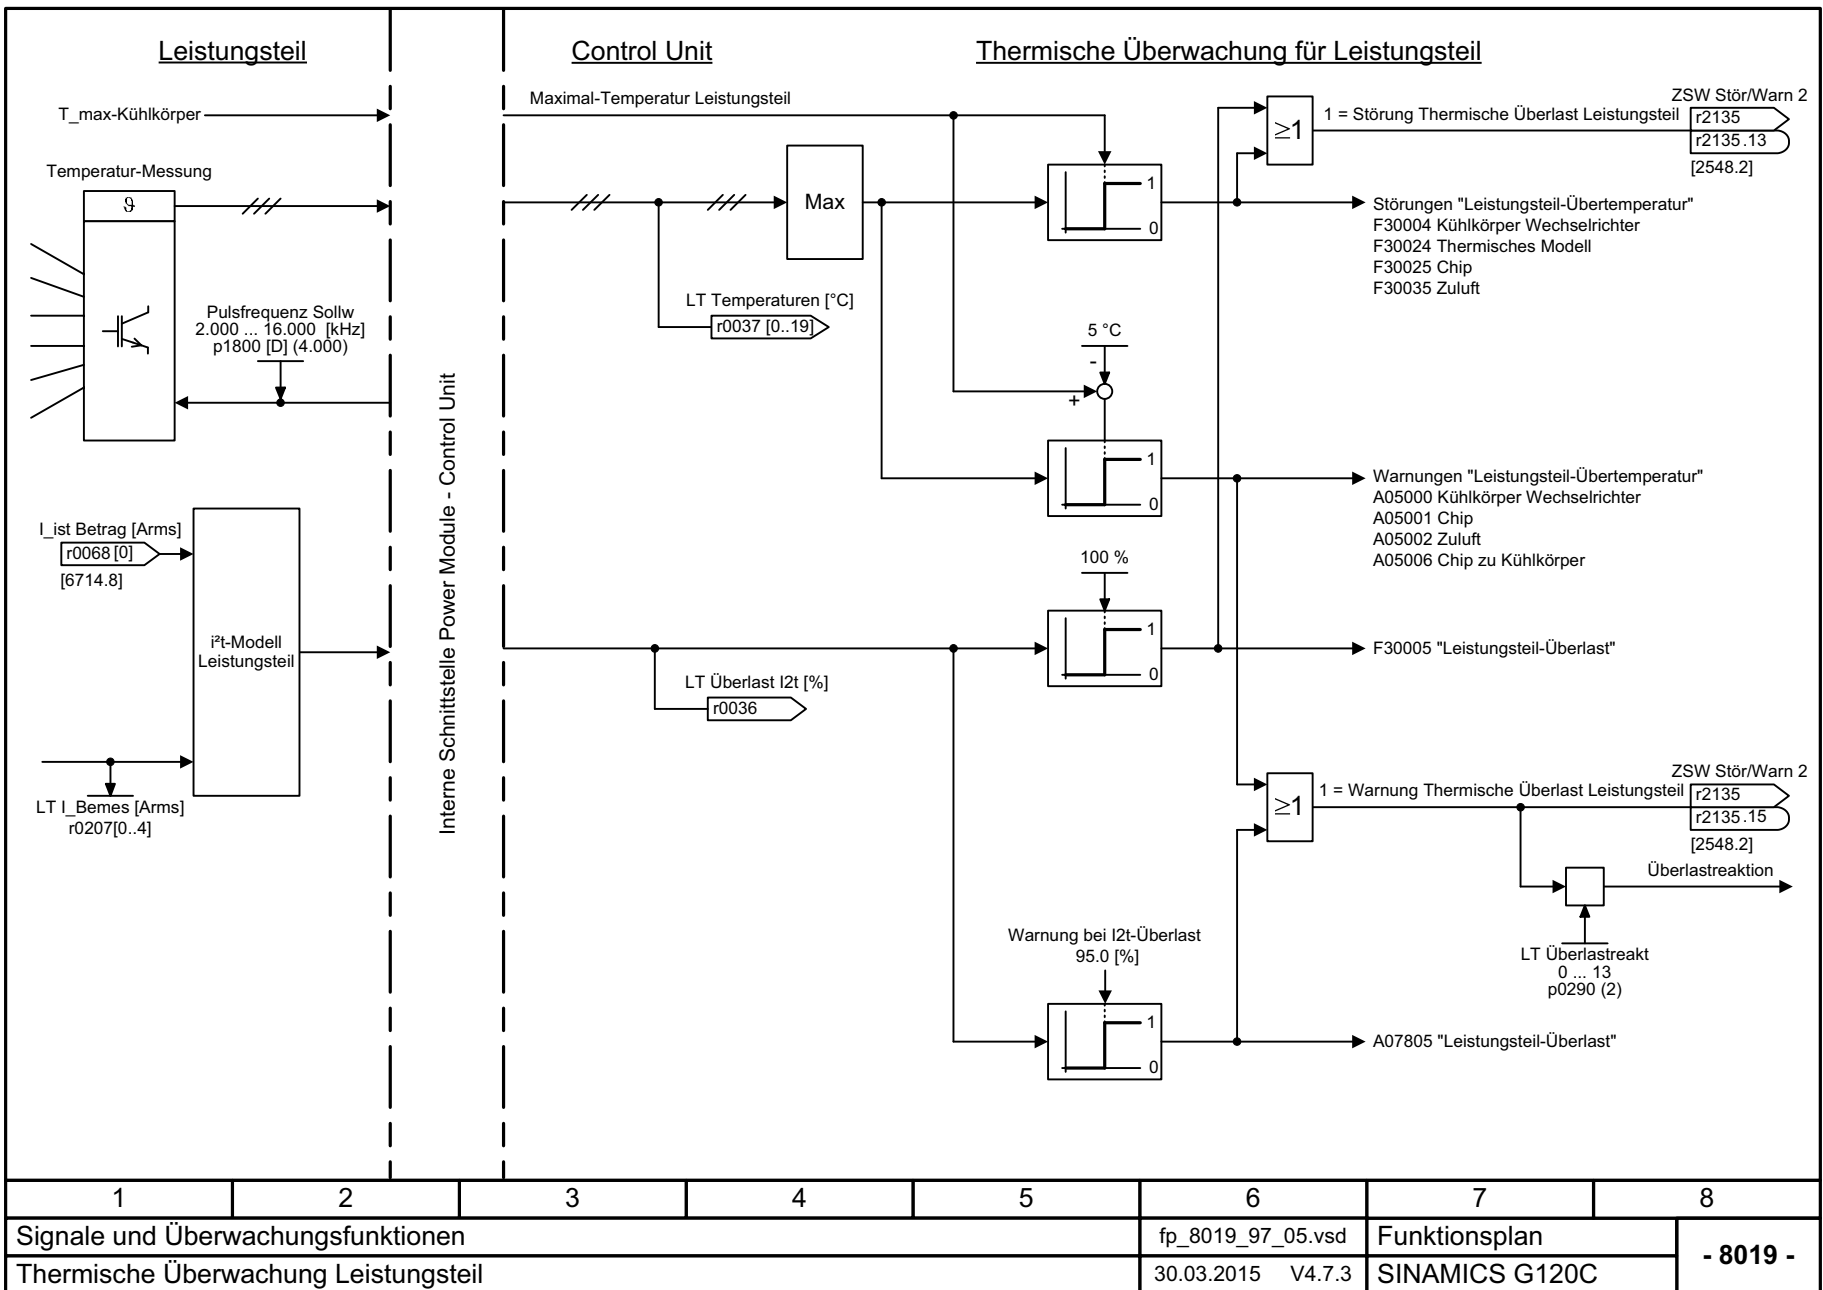 Leistungsteil
Control Unit
Thermische Überwachung für Leistungsteil
T_max-Kühlkörper
Maximal-Temperatur Leistungsteil
ZSW Stör/Warn 2
≥1
1 = Störung Thermische Überlast Leistungsteil
r2135
r2135.13
[2548.2]
Temperatur-Messung
ϑ
Max
1
0
Störungen "Leistungsteil-Übertemperatur"
F30004 Kühlkörper Wechselrichter
F30024 Thermisches Modell
F30025 Chip
F30035 Zuluft
Pulsfrequenz Sollw
2.000 ... 16.000 [kHz]
p1800 [D] (4.000)
LT Temperaturen [°C]
r0037 [0..19]
5 °C
-
+
Interne Schnittstelle Power Module - Control Unit
1
0
Warnungen "Leistungsteil-Übertemperatur"
A05000 Kühlkörper Wechselrichter
A05001 Chip
A05002 Zuluft
A05006 Chip zu Kühlkörper
I_ist Betrag [Arms]
r0068 [0]
[6714.8]
i²t-Modell
Leistungsteil
100 %
1
0
F30005 "Leistungsteil-Überlast"
LT Überlast I2t [%]
r0036
LT I_Bemes [Arms]
r0207[0..4]
ZSW Stör/Warn 2
≥1
1 = Warnung Thermische Überlast Leistungsteil
r2135
r2135.15
[2548.2]
Überlastreaktion
LT Überlastreakt
0 ... 13
p0290 (2)
Warnung bei I2t-Überlast
95.0 [%]
1
0
A07805 "Leistungsteil-Überlast"
1 2 3 4 5 6 7 8
Signale und Überwachungsfunktionen
fp_8019_97_05.vsd
Funktionsplan
- 8019 -
Thermische Überwachung Leistungsteil
30.03.2015 V4.7.3
SINAMICS G120C